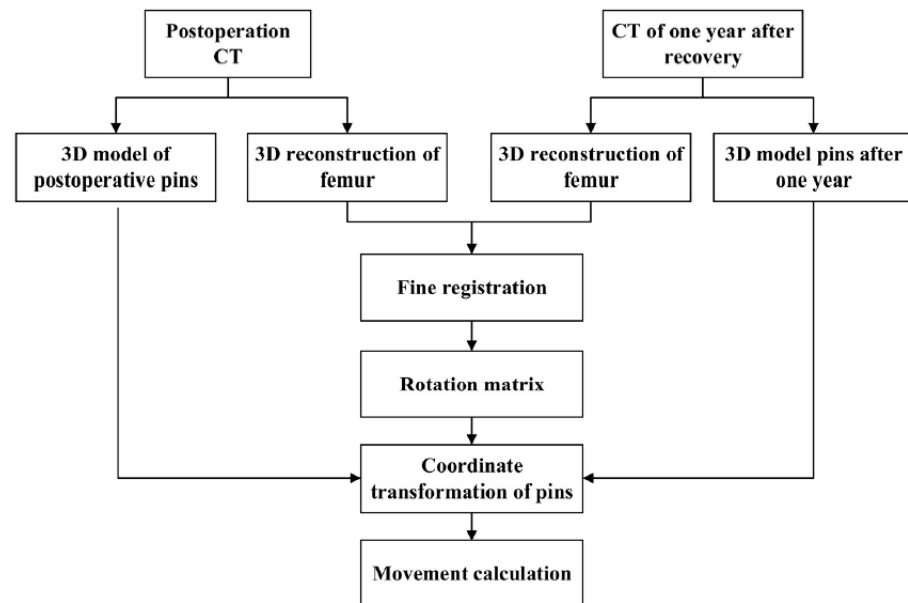 Postoperation
CT
CT of one year after
recovery
3D model of
postoperative pins
3D reconstruction of
femur
3D reconstruction of
femur
3D model pins after
one year
Fine registration
Rotation matrix
Coordinate
transformation of pins
Movement calculation